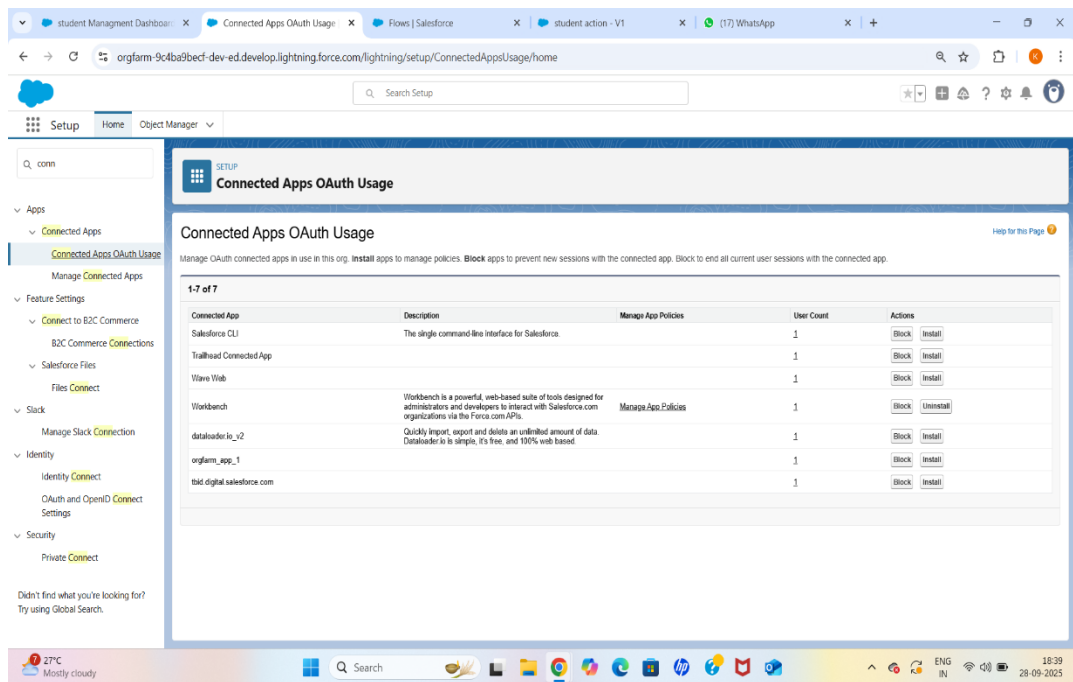 student Managment Dashboard
Connected Apps OAuth Usage
Flows | Salesforce
student action - V1
(17) WhatsApp
orgfarm-9c4ba9becf-dev-ed.develop.lightning.force.com/lightning/setup/ConnectedAppsUsage/home
K
Search Setup
Setup
Home
Object Manager
conn
SETUP
Connected Apps OAuth Usage
Apps
Connected Apps
Connected Apps OAuth Usage
Manage Connected Apps
Feature Settings
Connect to B2C Commerce
B2C Commerce Connections
Salesforce Files
Files Connect
Slack
Manage Slack Connection
Identity
Identity Connect
OAuth and OpenID Connect
Settings
Security
Private Connect
Didn't find what you're looking for?
Try using Global Search.
Connected Apps OAuth Usage
Help for this Page
Manage OAuth connected apps in use in this org. Install apps to manage policies. Block apps to prevent new sessions with the connected app. Block to end all current user sessions with the connected app.
1-7 of 7
Connected App Description Manage App Policies User Count Actions
Salesforce CLI The single command-line interface for Salesforce. 1 Block Install
Trailhead Connected App 1 Block Install
Wave Web 1 Block Install
Workbench Workbench is a powerful, web-based suite of tools designed for
administrators and developers to interact with Salesforce.com Manage App Policies 1 Block Uninstall
organizations via the Force.com APIs.
dataloader.io_v2 Quickly import, export and delete an unlimited amount of data. 1 Block Install
Dataloader.io is simple, it's free, and 100% web based.
orgfarm_app_1 1 Block Install
tbid.digital.salesforce.com 1 Block Install
7
27°C
Mostly cloudy
Search
ENG
IN
18:39
28-09-2025